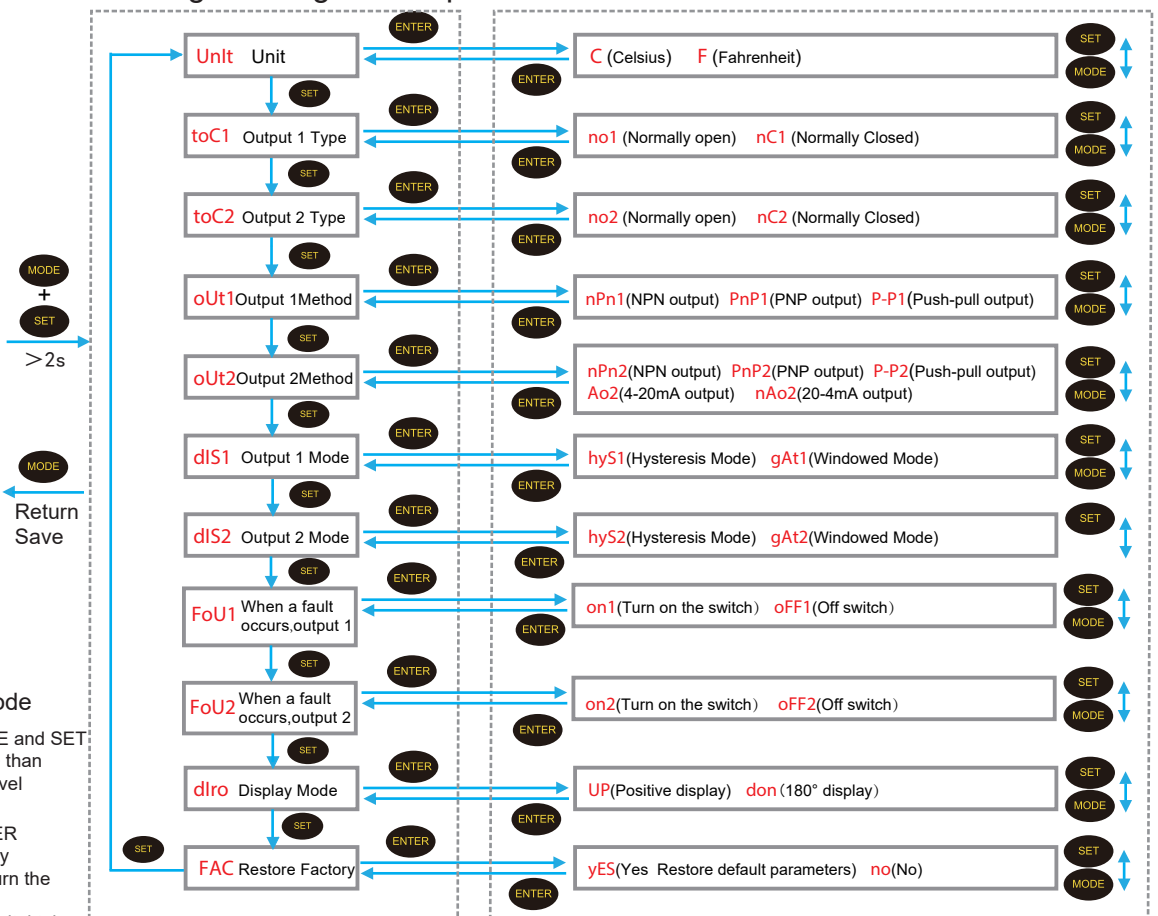 ENTER
UnIt Unit
C (Celsius) F (Fahrenheit)
SET
MODE
ENTER
SET
ENTER
toC1 Output 1 Type
no1 (Normally open) nC1 (Normally Closed)
SET
MODE
ENTER
SET
ENTER
toC2 Output 2 Type
no2 (Normally open) nC2 (Normally Closed)
SET
MODE
ENTER
SET
ENTER
oUt1Output 1Method
nPn1(NPN output) PnP1(PNP output) P-P1(Push-pull output)
SET
MODE
ENTER
SET
ENTER
oUt2Output 2Method
nPn2(NPN output) PnP2(PNP output) P-P2(Push-pull output)
Ao2(4-20mA output) nAo2(20-4mA output)
SET
MODE
ENTER
SET
ENTER
dIS1 Output 1 Mode
hyS1(Hysteresis Mode) gAt1(Windowed Mode)
SET
MODE
ENTER
SET
ENTER
dIS2 Output 2 Mode
hyS2(Hysteresis Mode) gAt2(Windowed Mode)
SET
ENTER
SET
ENTER
FoU1 When a fault
occurs,output 1
on1(Turn on the switch） oFF1(Off switch）
SET
MODE
ENTER
SET
ENTER
FoU2 When a fault
occurs,output 2
on2(Turn on the switch） oFF2(Off switch）
SET
MODE
ENTER
SET
ENTER
dIro Display Mode
UP(Positive display) don（180° display）
SET
MODE
ENTER
SET
ENTER
FAC Restore Factory
yES(Yes Restore default parameters) no(No)
SET
MODE
ENTER
SET
MODE
+
SET
＞2s
MODE
Return
Save
ode
E and SET
than
vel
ER
y
urn the